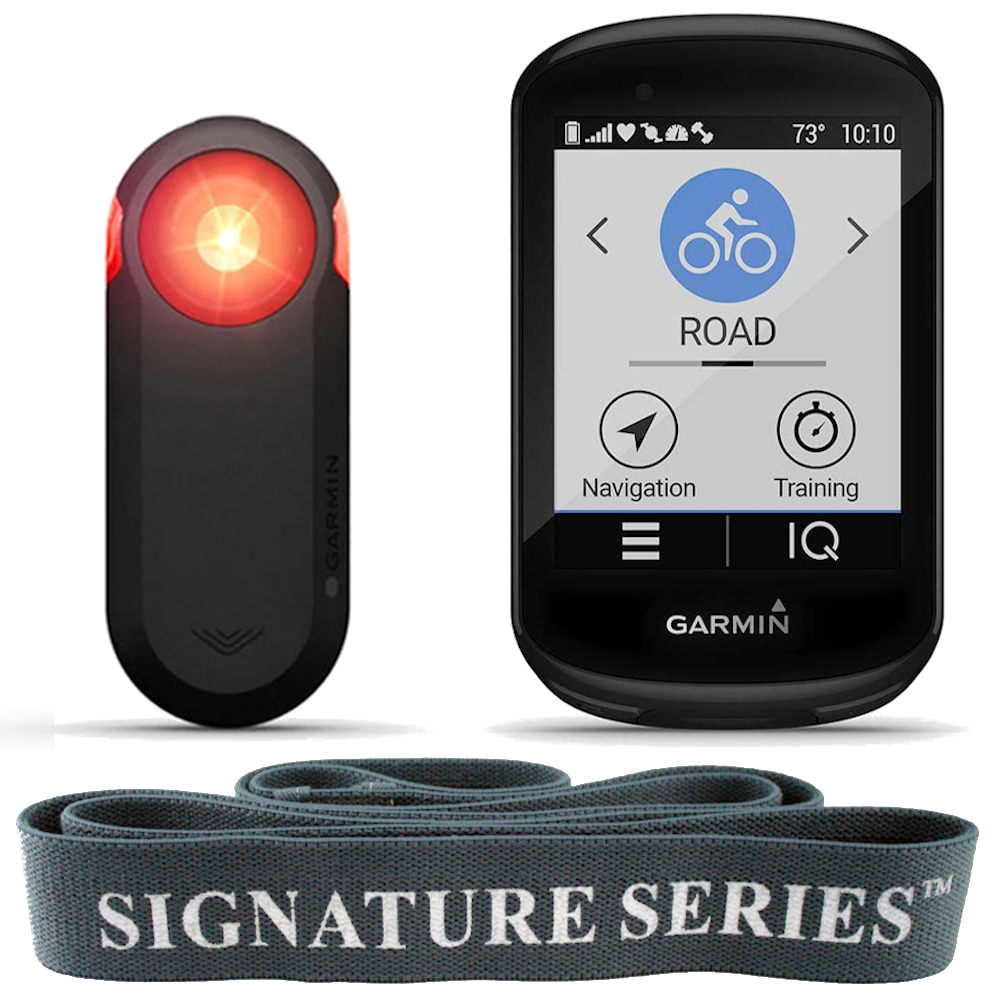 73° 10:10
ROAD
Navigation Training
IQ
GARMIN
GARMIN
SIGNATURE SERIES™